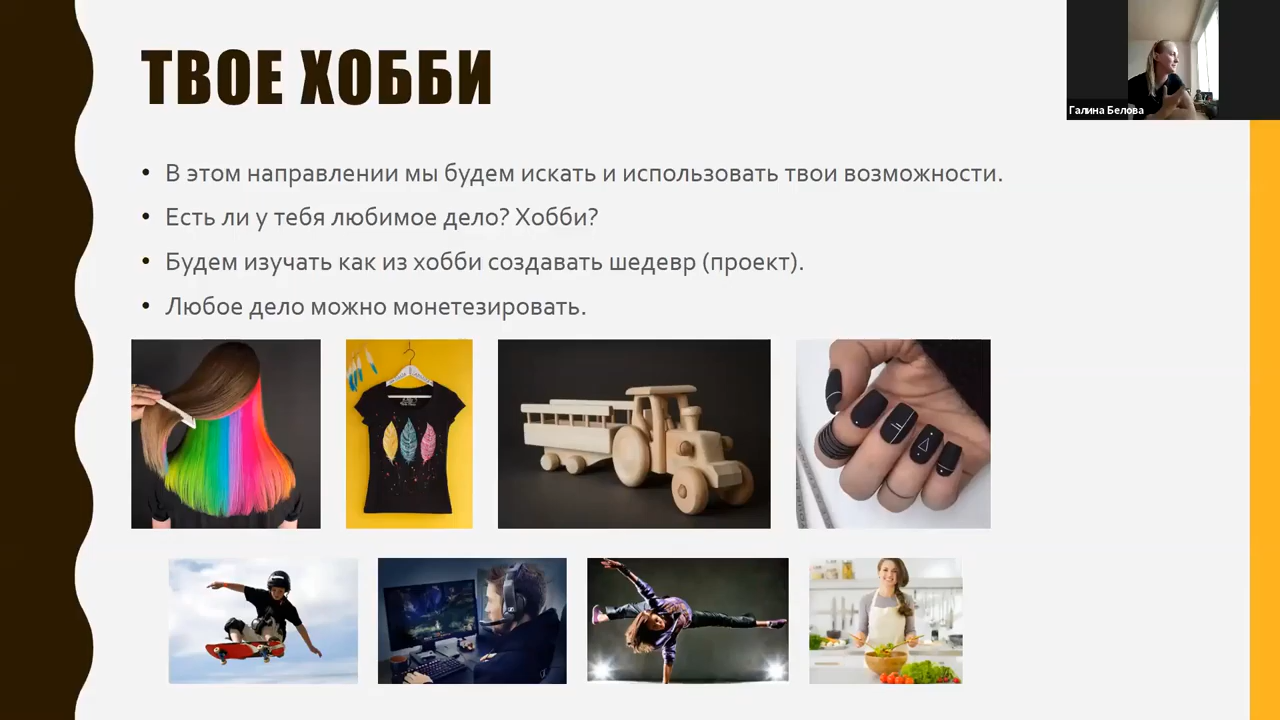 ТВОЕ ХОББИ
Галина Белова
• В этом направлении мы будем искать и использовать твои возможности.
• Есть ли у тебя любимое дело? Хобби?
• Будем изучать как из хобби создавать шедевр (проект).
• Любое дело можно монетезировать.